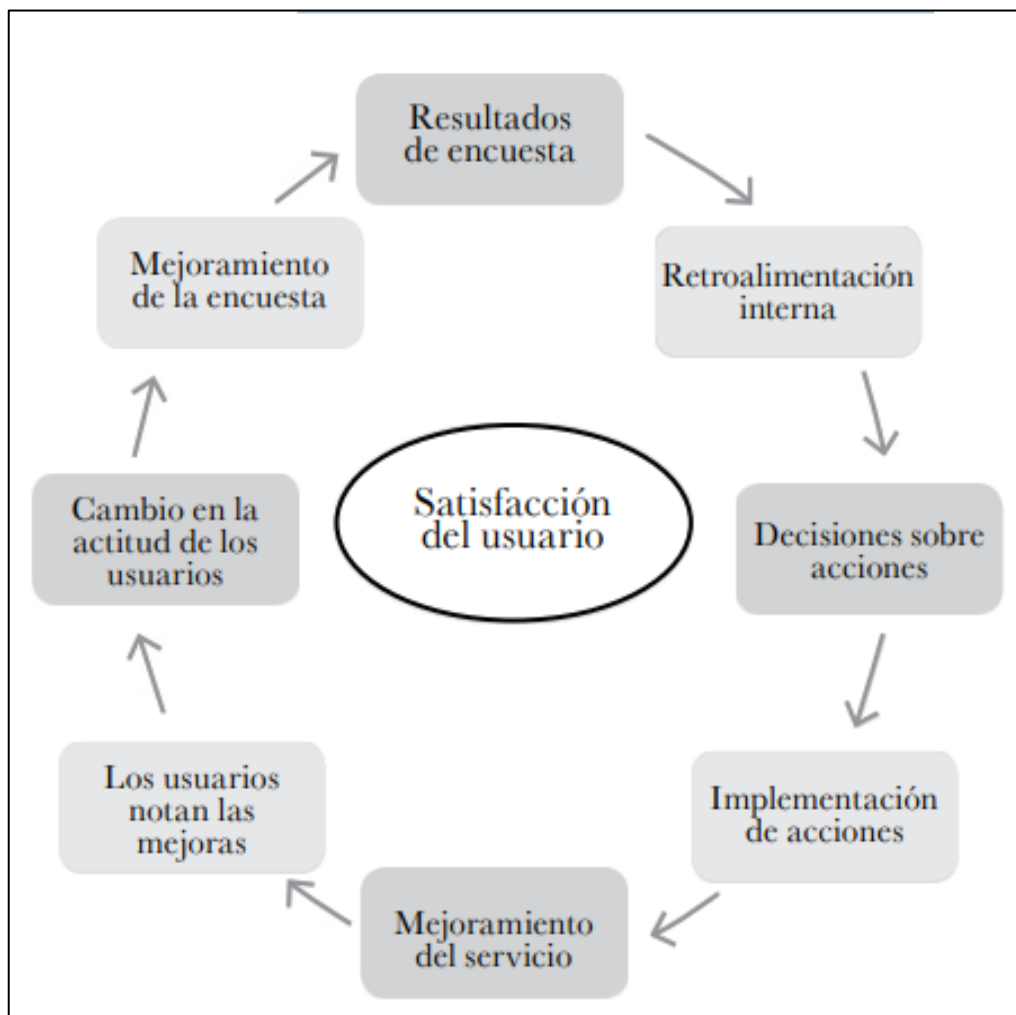 Resultados
de encuesta
Retroalimentación
interna
Decisiones sobre
acciones
Implementación
de acciones
Mejoramiento
del servicio
Los usuarios
notan las
mejoras
Cambio en la
actitud de los
usuarios
Mejoramiento
de la encuesta
Satisfacción
del usuario